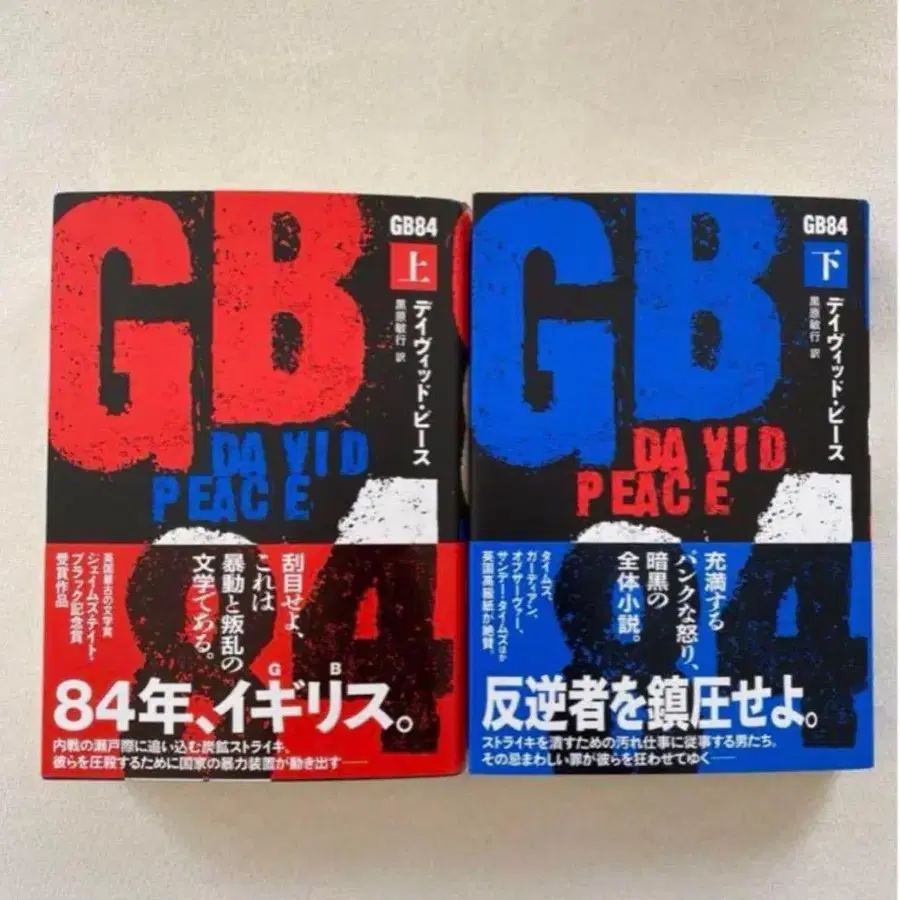 GB
GB84
上
デイヴィッド・ピース
黒原敏行 訳
DAVID
PEACE
84
刮目せよ、
これは
暴動と叛乱の
文学である。
英国最古の文学賞
ジェイムズ・テイト・
ブラック記念賞
受賞作品
GB
84年、イギリス。
内戦の瀬戸際に追い込む炭鉱ストライキ。
彼らを圧殺するために国家の暴力装置が動き出す——
GB
GB84
下
デイヴィッド・ピース
黒原敏行 訳
DAVID
PEACE
84
充満する
パンクな怒り、
暗黒の
全体小説。
タイムズ、
ガーディアン、
オブザーヴァー、
サンデー・タイムズほか
英国高級紙が絶賛。
反逆者を鎮圧せよ。
ストライキを潰すための汚れ仕事に従事する男たち。
その忌まわしい罪が彼らを狂わせてゆく——